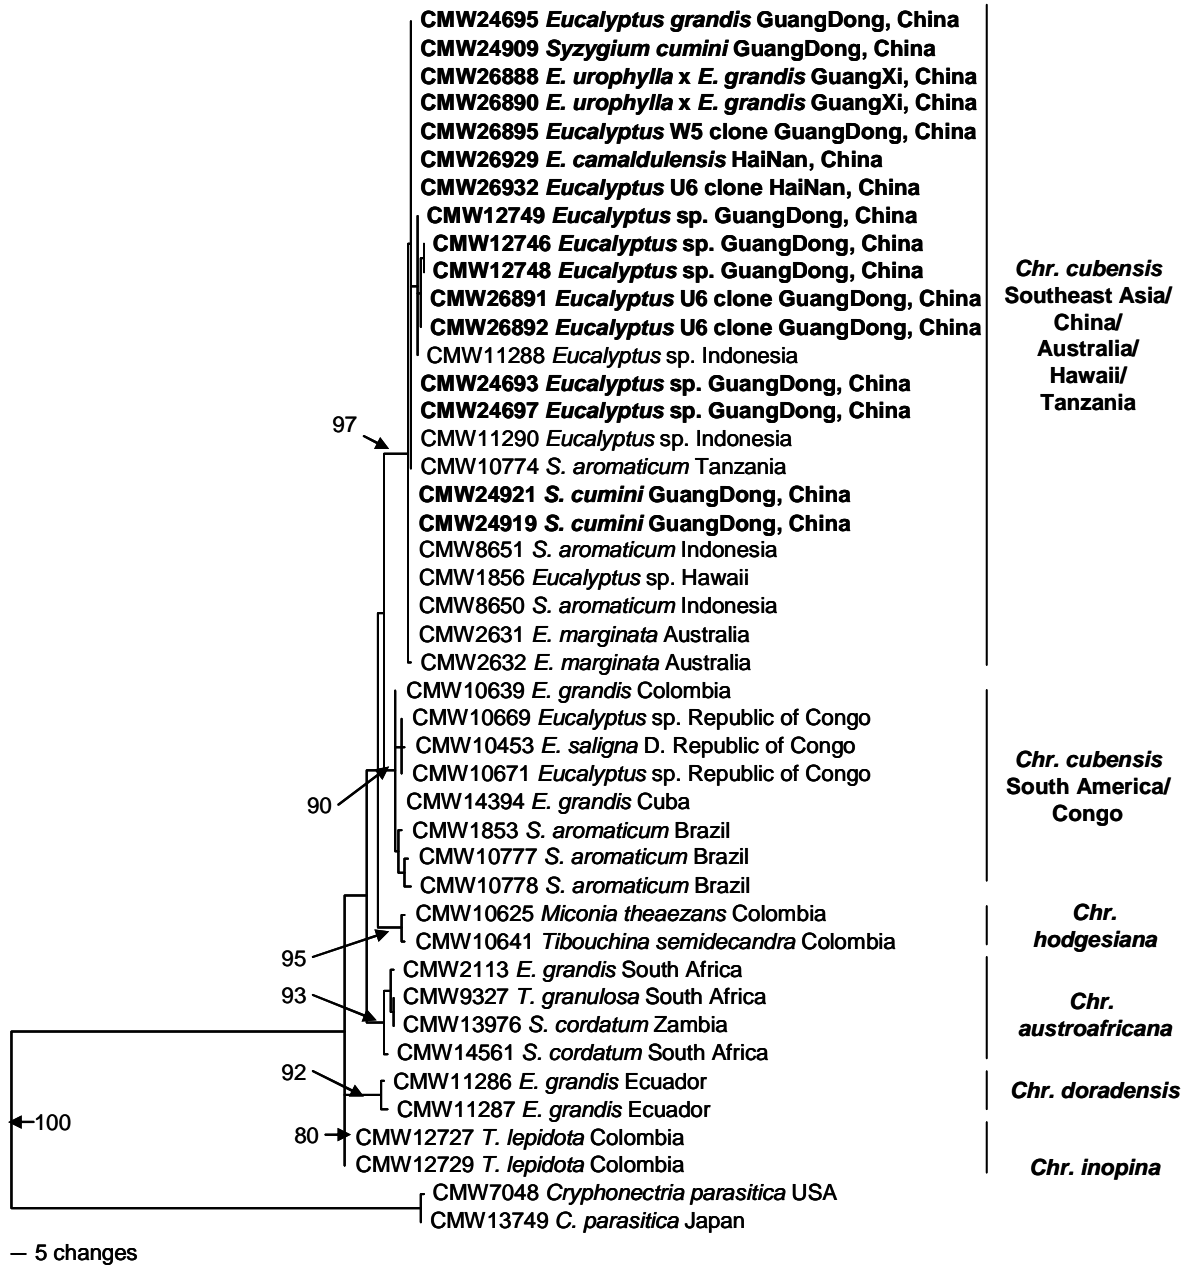 CMW24695 Eucalyptus grandis GuangDong, China
CMW24909 Syzygium cumini GuangDong, China
CMW26888 E. urophylla x E. grandis GuangXi, China
CMW26890 E. urophylla x E. grandis GuangXi, China
CMW26895 Eucalyptus W5 clone GuangDong, China
CMW26929 E. camaldulensis HaiNan, China
CMW26932 Eucalyptus U6 clone HaiNan, China
CMW12749 Eucalyptus sp. GuangDong, China
CMW12746 Eucalyptus sp. GuangDong, China
CMW12748 Eucalyptus sp. GuangDong, China
CMW26891 Eucalyptus U6 clone GuangDong, China
CMW26892 Eucalyptus U6 clone GuangDong, China
CMW11288 Eucalyptus sp. Indonesia
CMW24693 Eucalyptus sp. GuangDong, China
CMW24697 Eucalyptus sp. GuangDong, China
CMW11290 Eucalyptus sp. Indonesia
CMW10774 S. aromaticum Tanzania
CMW24921 S. cumini GuangDong, China
CMW24919 S. cumini GuangDong, China
CMW8651 S. aromaticum Indonesia
CMW1856 Eucalyptus sp. Hawaii
CMW8650 S. aromaticum Indonesia
CMW2631 E. marginata Australia
CMW2632 E. marginata Australia
Chr. cubensis
Southeast Asia/
China/
Australia/
Hawaii/
Tanzania
97
CMW10639 E. grandis Colombia
CMW10669 Eucalyptus sp. Republic of Congo
CMW10453 E. saligna D. Republic of Congo
CMW10671 Eucalyptus sp. Republic of Congo
CMW14394 E. grandis Cuba
CMW1853 S. aromaticum Brazil
CMW10777 S. aromaticum Brazil
CMW10778 S. aromaticum Brazil
Chr. cubensis
South America/
Congo
90
CMW10625 Miconia theaezans Colombia
CMW10641 Tibouchina semidecandra Colombia
Chr.
hodgesiana
95
CMW2113 E. grandis South Africa
CMW9327 T. granulosa South Africa
CMW13976 S. cordatum Zambia
CMW14561 S. cordatum South Africa
Chr.
austroafricana
93
CMW11286 E. grandis Ecuador
CMW11287 E. grandis Ecuador
Chr. doradensis
92
CMW12727 T. lepidota Colombia
CMW12729 T. lepidota Colombia
Chr. inopina
80
100
CMW7048 Cryphonectria parasitica USA
CMW13749 C. parasitica Japan
5 changes